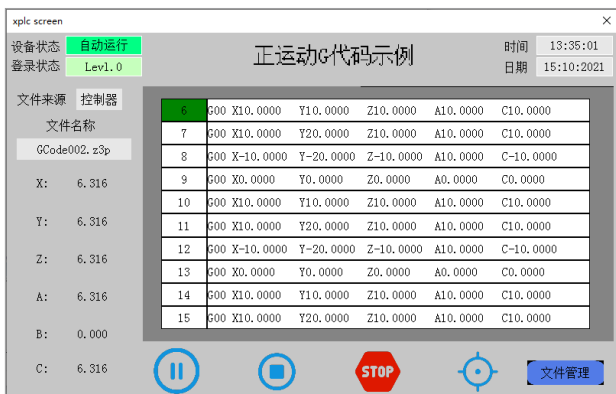 xplc screen
设备状态 自动运行
登录状态 Levl.0
正运动G代码示例
时间 13:35:01
日期 15:10:2021
文件来源 控制器
文件名称
GCode002.z3p
X: 6.316
Y: 6.316
Z: 6.316
A: 6.316
B: 0.000
C: 6.316
6 G00 X10.0000 Y10.0000 Z10.0000 A10.0000 C10.0000
7 G00 X10.0000 Y20.0000 Z10.0000 A10.0000 C10.0000
8 G00 X-10.0000 Y-20.0000 Z-10.0000 A10.0000 C-10.0000
9 G00 X0.0000 Y0.0000 Z0.0000 A0.0000 C0.0000
10 G00 X10.0000 Y10.0000 Z10.0000 A10.0000 C10.0000
11 G00 X10.0000 Y20.0000 Z10.0000 A10.0000 C10.0000
12 G00 X-10.0000 Y-20.0000 Z-10.0000 A10.0000 C-10.0000
13 G00 X0.0000 Y0.0000 Z0.0000 A0.0000 C0.0000
14 G00 X10.0000 Y10.0000 Z10.0000 A10.0000 C10.0000
15 G00 X10.0000 Y20.0000 Z10.0000 A10.0000 C10.0000
STOP
文件管理